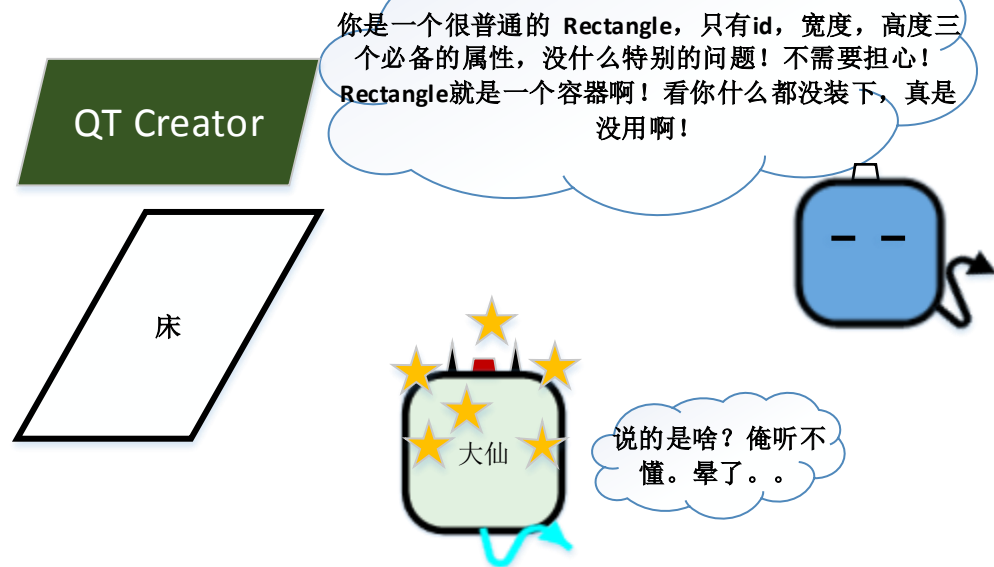 你是一个很普通的 Rectangle，只有id，宽度，高度三
个必备的属性，没什么特别的问题！不需要担心！
Rectangle就是一个容器啊！看你什么都没装下，真是
没用啊！
QT Creator
床
大仙
说的是啥？俺听不
懂。晕了。。